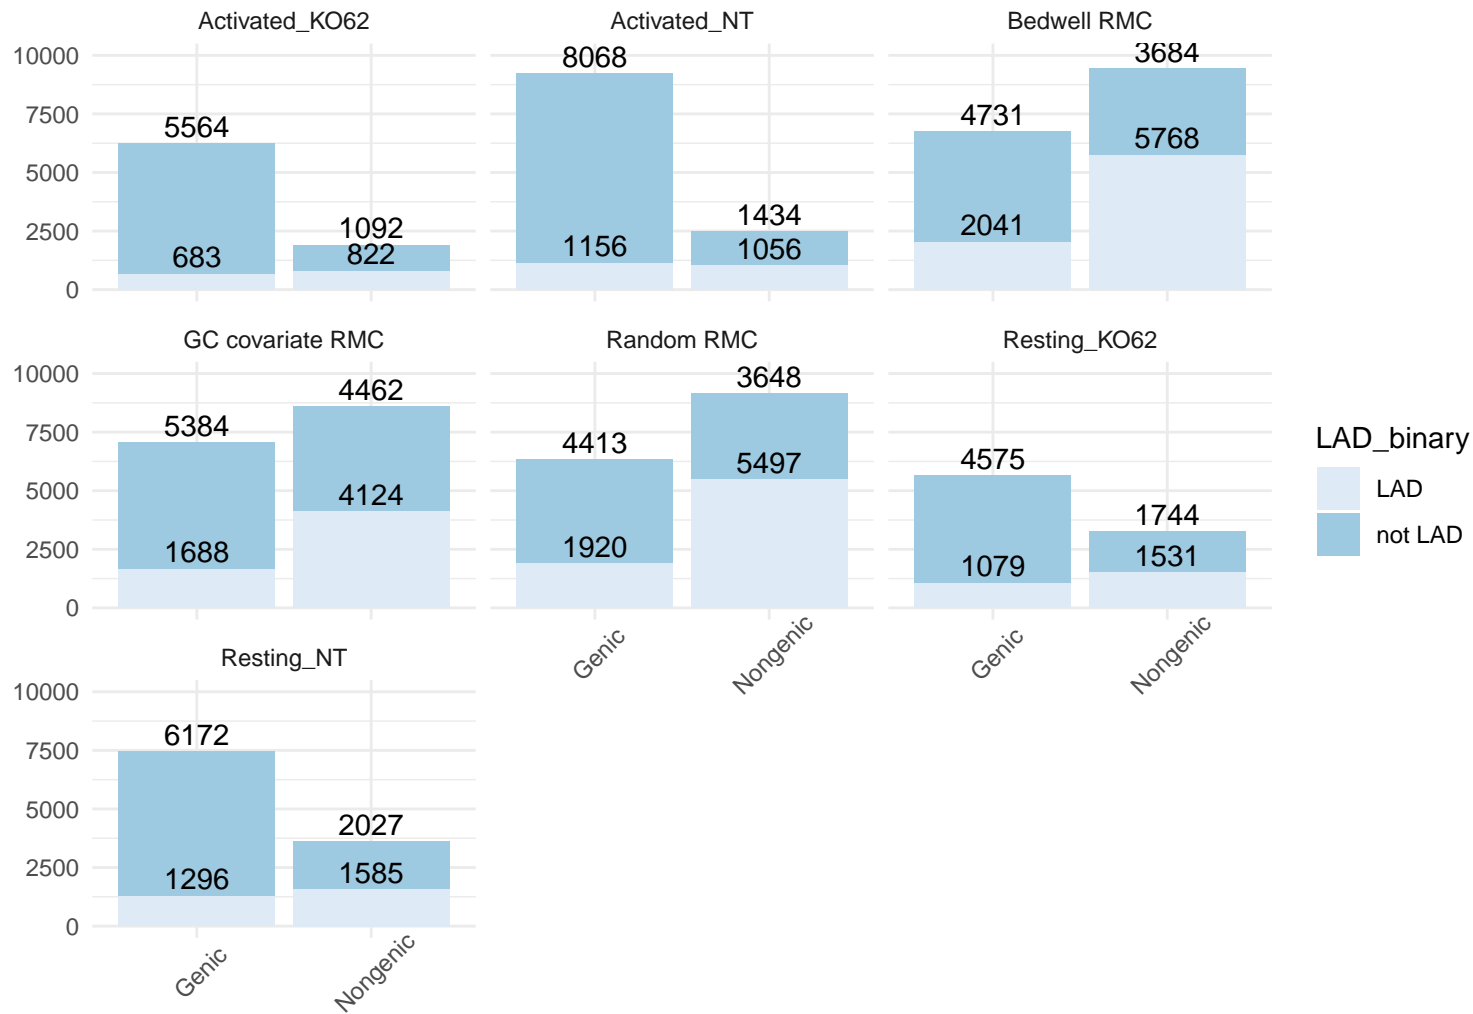 Activated_KO62
Activated_NT
Bedwell RMC
10000
7500
5000
2500
0
5564
683
1092
822
8068
1156
1434
1056
4731
2041
3684
5768
GC covariate RMC
Random RMC
Resting_KO62
10000
7500
5000
2500
0
5384
1688
4462
4124
4413
1920
3648
5497
4575
1079
1744
1531
Genic
Nongenic
Genic
Nongenic
Resting_NT
10000
7500
5000
2500
0
6172
1296
2027
1585
Genic
Nongenic
LAD_binary
LAD
not LAD